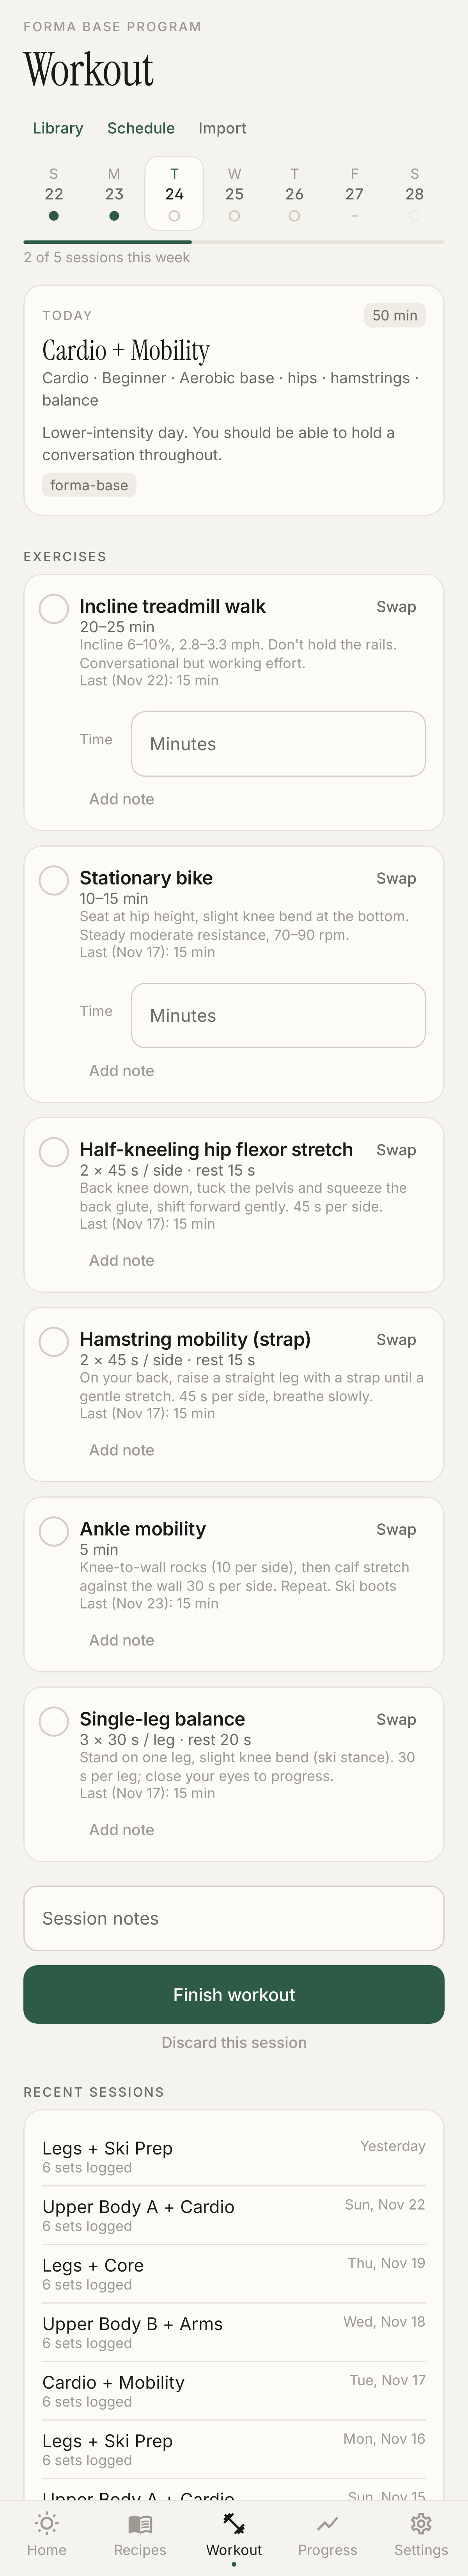 FORMA BASE PROGRAM
Workout
Library Schedule Import
S M T W T F S
22 23 24 25 26 27 28
2 of 5 sessions this week
TODAY 50 min
Cardio + Mobility
Cardio · Beginner · Aerobic base · hips · hamstrings ·
balance
Lower-intensity day. You should be able to hold a
conversation throughout.
forma-base
EXERCISES
Incline treadmill walk Swap
20–25 min
Incline 6–10%, 2.8–3.3 mph. Don't hold the rails.
Conversational but working effort.
Last (Nov 22): 15 min
Time Minutes
Add note
Stationary bike Swap
10–15 min
Seat at hip height, slight knee bend at the bottom.
Steady moderate resistance, 70–90 rpm.
Last (Nov 17): 15 min
Time Minutes
Add note
Half-kneeling hip flexor stretch Swap
2 × 45 s / side · rest 15 s
Back knee down, tuck the pelvis and squeeze the
back glute, shift forward gently. 45 s per side.
Last (Nov 17): 15 min
Add note
Hamstring mobility (strap) Swap
2 × 45 s / side · rest 15 s
On your back, raise a straight leg with a strap until a
gentle stretch. 45 s per side, breathe slowly.
Last (Nov 17): 15 min
Add note
Ankle mobility Swap
5 min
Knee-to-wall rocks (10 per side), then calf stretch
against the wall 30 s per side. Repeat. Ski boots
Last (Nov 23): 15 min
Add note
Single-leg balance Swap
3 × 30 s / leg · rest 20 s
Stand on one leg, slight knee bend (ski stance). 30
s per leg; close your eyes to progress.
Last (Nov 17): 15 min
Add note
Session notes
Finish workout
Discard this session
RECENT SESSIONS
Legs + Ski Prep Yesterday
6 sets logged
Upper Body A + Cardio Sun, Nov 22
6 sets logged
Legs + Core Thu, Nov 19
6 sets logged
Upper Body B + Arms Wed, Nov 18
6 sets logged
Cardio + Mobility Tue, Nov 17
6 sets logged
Legs + Ski Prep Mon, Nov 16
6 sets logged
Upper Body A + Cardio Sun, Nov 15
Home Recipes Workout Progress Settings